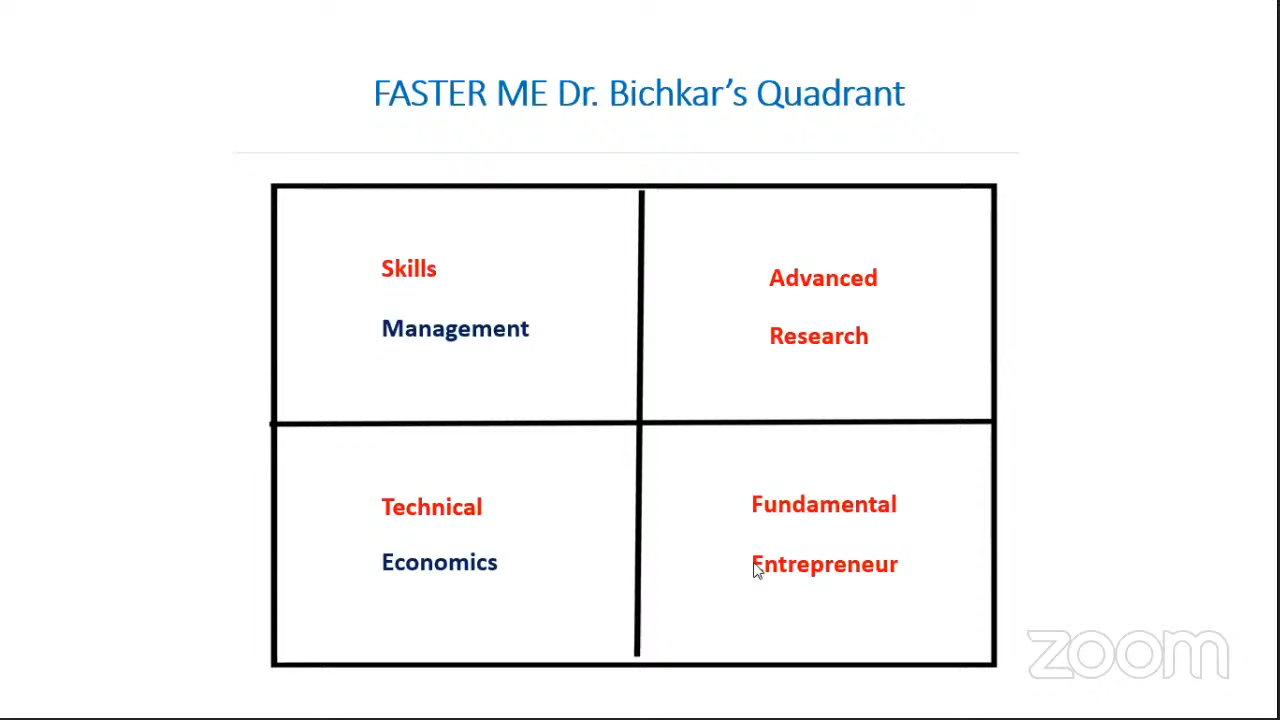 FASTER ME Dr. Bichkar’s Quadrant
Skills
Management
Advanced
Research
Technical
Economics
Fundamental
Entrepreneur
zoom